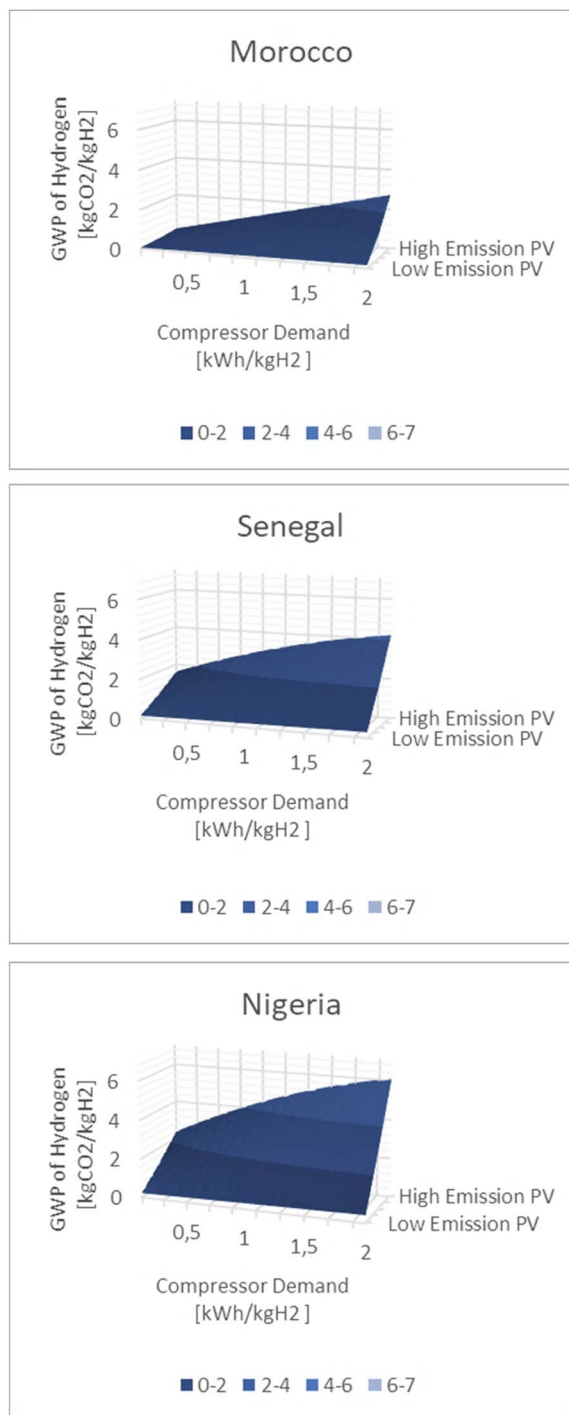 Morocco
GWP of Hydrogen
[kgCO2/kgH2]
6
4
2
0
High Emission PV
Low Emission PV
0,5
1
1,5
2
Compressor Demand
[kWh/kgH2 ]
0-2 2-4 4-6 6-7
Senegal
GWP of Hydrogen
[kgCO2/kgH2]
6
4
2
0
High Emission PV
Low Emission PV
0,5
1
1,5
2
Compressor Demand
[kWh/kgH2 ]
0-2 2-4 4-6 6-7
Nigeria
GWP of Hydrogen
[kgCO2/kgH2]
6
4
2
0
High Emission PV
Low Emission PV
0,5
1
1,5
2
Compressor Demand
[kWh/kgH2 ]
0-2 2-4 4-6 6-7